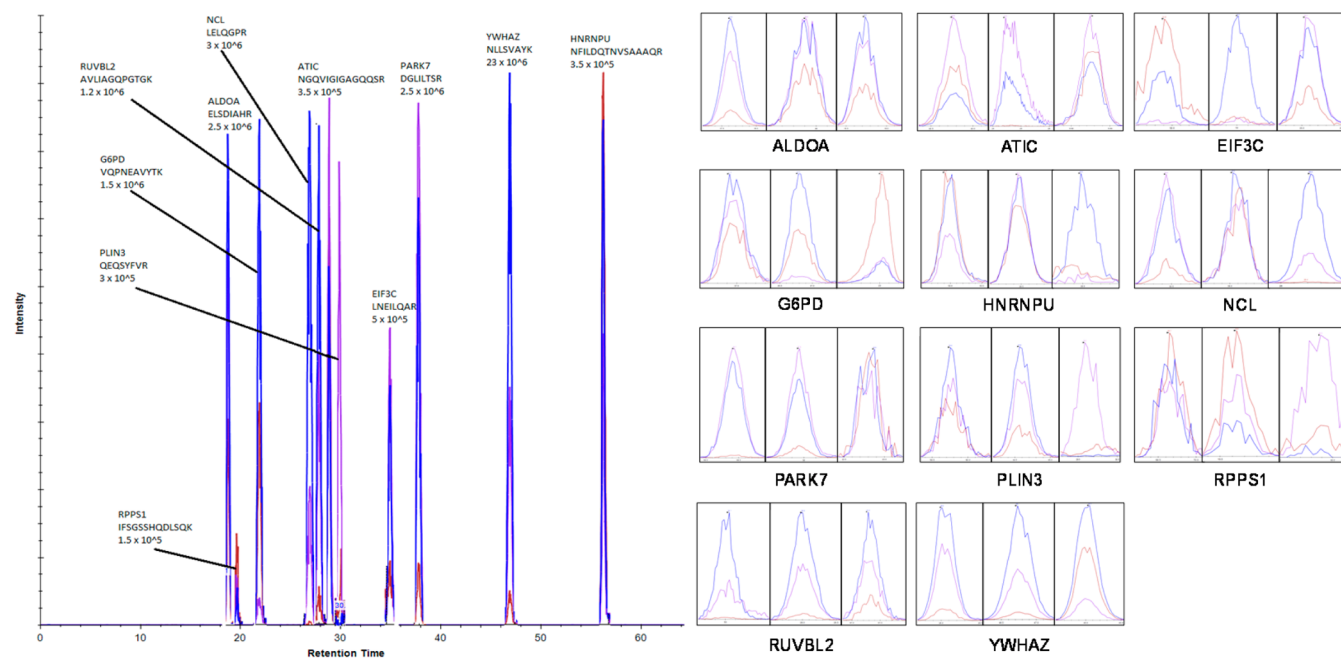 NCL
LELQGPR
3 x 10^6
RUVBL2
AVLIAGQPGTGK
1.2 x 10^6
ALDOA
ELSDIAHR
2.5 x 10^6
ATIC
NGQVIGIGAGQQSR
3.5 x 10^5
PARK7
DGLILTSR
2.5 x 10^6
YWHAZ
NLLSVAYK
23 x 10^6
HNRNPU
NFILDQTNVSAAAQR
3.5 x 10^5
G6PD
VQPNEAVYTK
1.5 x 10^6
PLIN3
QEQSYFVR
3 x 10^5
EIF3C
LNEILQAR
5 x 10^5
RPPS1
IFSGSSHQDLSQK
1.5 x 10^5
Intensity
30.
0 10 20 30 40 50 60
Retention Time
ALDOA ATIC EIF3C
G6PD HNRNPU NCL
PARK7 PLIN3 RPPS1
RUVBL2 YWHAZ